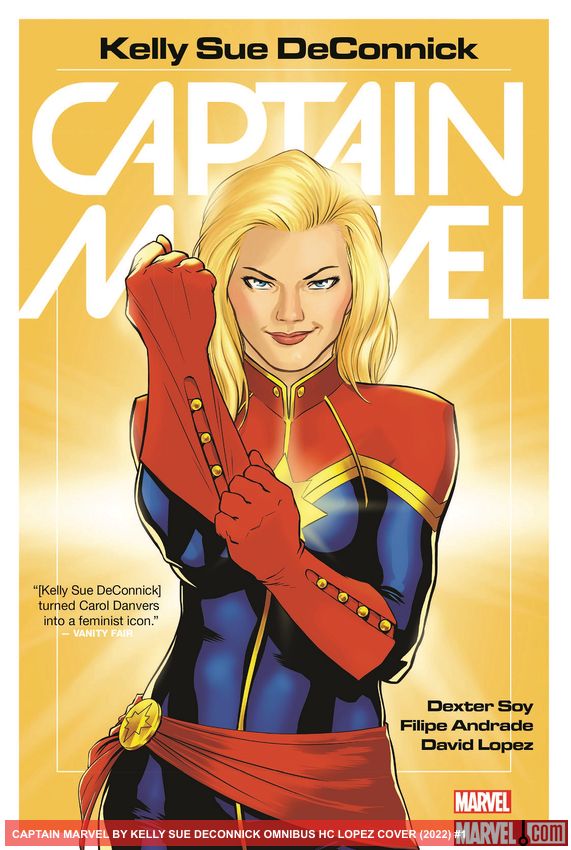 Kelly Sue DeConnick
CAPTAIN
MARVEL
“[Kelly Sue DeConnick]
turned Carol Danvers
into a feminist icon.”
— VANITY FAIR
Dexter Soy
Filipe Andrade
David Lopez
MARVEL
CAPTAIN MARVEL BY KELLY SUE DECONNICK OMNIBUS HC LOPEZ COVER (2022) #1
MARVEL.com